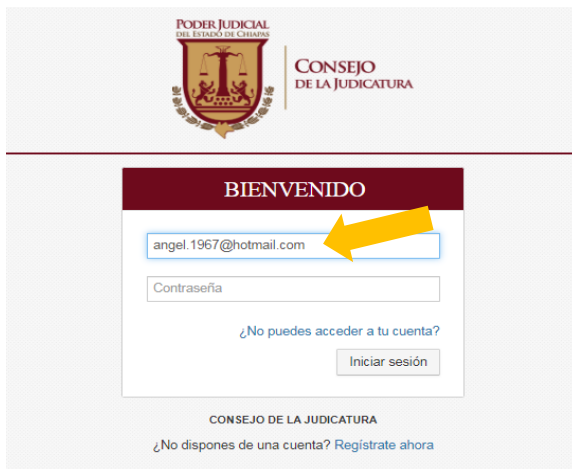 PODER JUDICIAL
DEL ESTADO DE CHIAPAS
CONSEJO
DE LA JUDICATURA
BIENVENIDO
angel.1967@hotmail.com
Contraseña
¿No puedes acceder a tu cuenta?
Iniciar sesión
CONSEJO DE LA JUDICATURA
¿No dispones de una cuenta? Regístrate ahora